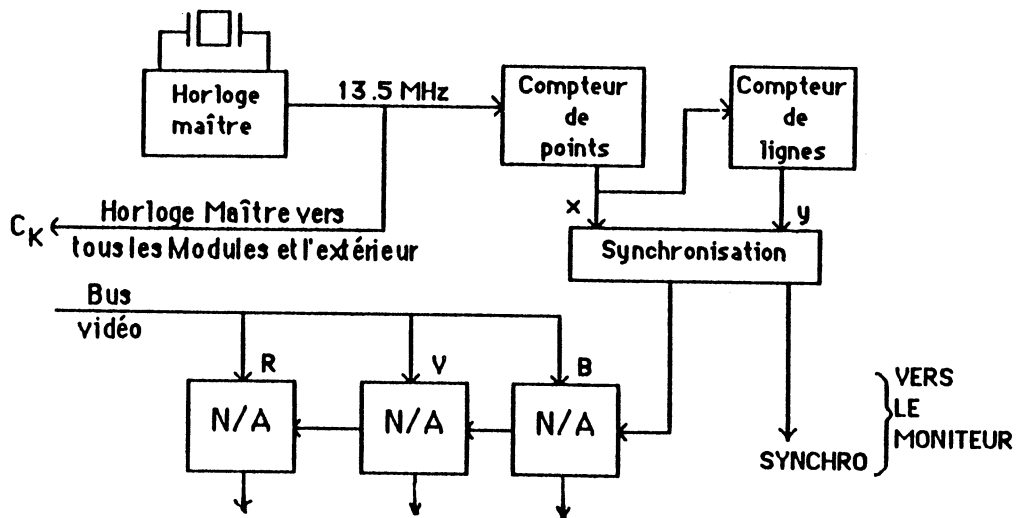 Horloge
maître
13.5 MHz
Compteur
de
points
Compteur
de
lignes
x
y
CK
Horloge Maître vers
tous les Modules et l'extérieur
Synchronisation
Bus
vidéo
R
V
B
N/A
N/A
N/A
SYNCHRO
VERS
LE
MONITEUR